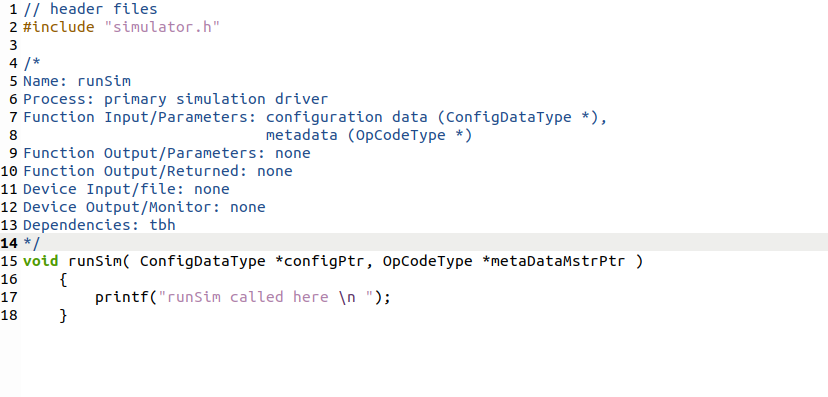 1 // header files
2 #include "simulator.h"
3
4 /*
5 Name: runSim
6 Process: primary simulation driver
7 Function Input/Parameters: configuration data (ConfigDataType *),
8                            metadata (OpCodeType *)
9 Function Output/Parameters: none
10 Function Output/Returned: none
11 Device Input/file: none
12 Device Output/Monitor: none
13 Dependencies: tbh
14 */
15 void runSim( ConfigDataType *configPtr, OpCodeType *metaDataMstrPtr )
16     {
17         printf("runSim called here \n ");
18     }